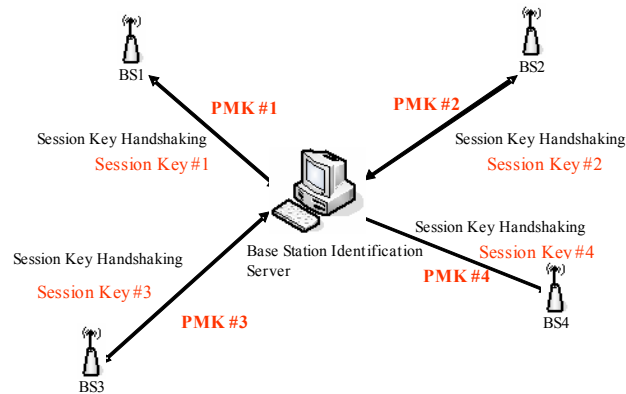 BS1
BS2
PMK #1
PMK #2
Session Key Handshaking
Session Key #1
Session Key Handshaking
Session Key #2
Session Key Handshaking
Session Key #4
Base Station Identification
Server
PMK #4
Session Key Handshaking
Session Key #3
PMK #3
BS4
BS3